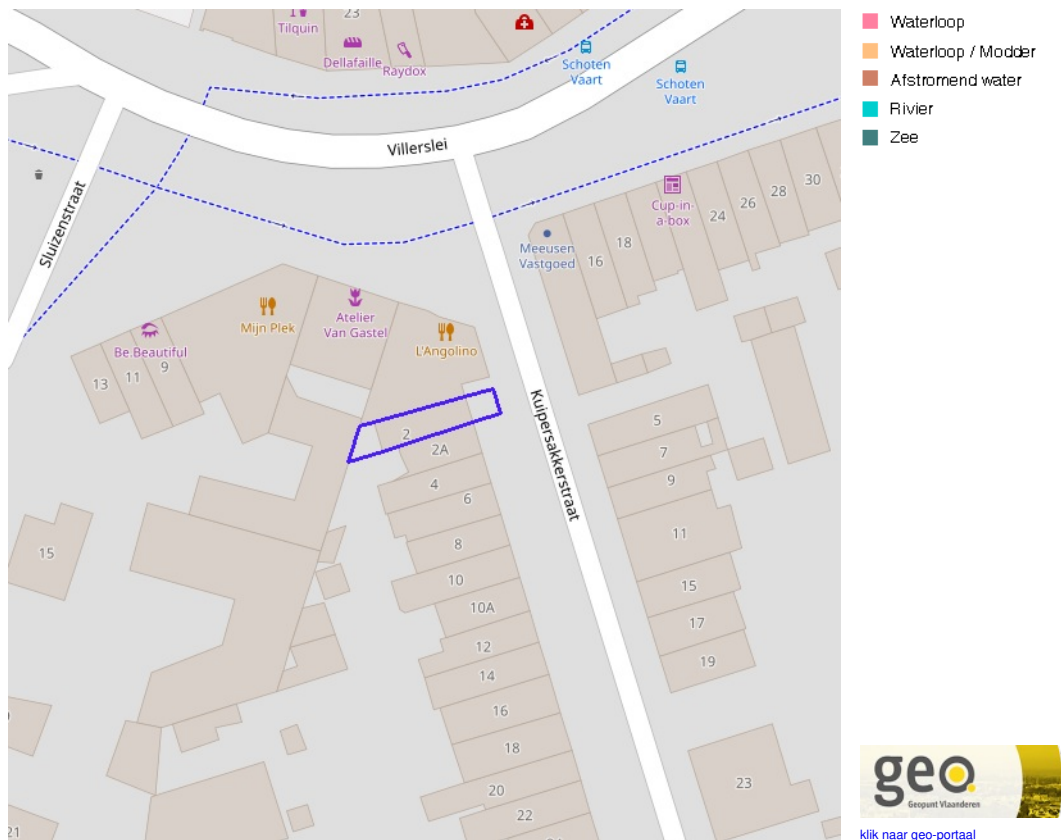 23
Tilquin
Dellafaille
Raydox
Schoten
Vaart
Schoten
Vaart
Villerslei
Sluizenstraat
Cup-in-
a-box
24
26
28
30
18
16
Meeusen
Vastgoed
Mijn Plek
Atelier
Van Gastel
L'Angolino
Be.Beautiful
13
11
9
Kuipersakkerstraat
2
2A
4
6
8
10
10A
12
14
16
18
20
22
5
7
9
11
15
17
19
23
15
21
Waterloop
Waterloop / Modder
Afstromend water
Rivier
Zee
geo
Geopunt Vlaanderen
klik naar geo-portaal